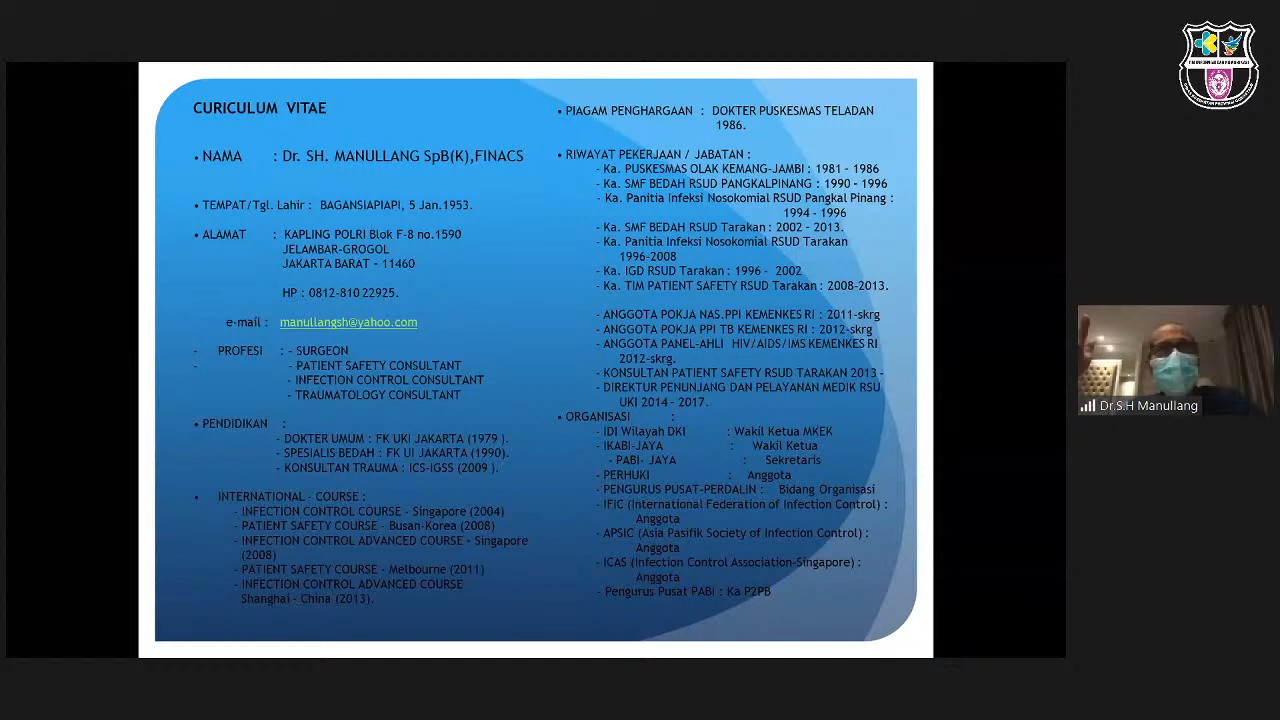 CURICULUM VITAE
• NAMA : Dr. SH. MANULLANG SpB(K),FINACS
• TEMPAT/Tgl. Lahir : BAGANSIAPIAPI, 5 Jan.1953.
• ALAMAT : KAPLING POLRI Blok F-8 no.1590
JELAMBAR-GROGOL
JAKARTA BARAT – 11460
HP : 0812-810 22925.
e-mail : manullangsh@yahoo.com
- PROFESI : - SURGEON
- - PATIENT SAFETY CONSULTANT
- INFECTION CONTROL CONSULTANT
- TRAUMATOLOGY CONSULTANT
• PENDIDIKAN :
- DOKTER UMUM : FK UKI JAKARTA (1979 ).
- SPESIALIS BEDAH : FK UI JAKARTA (1990).
- KONSULTAN TRAUMA : ICS-IGSS (2009 ).
• INTERNATIONAL - COURSE :
- INFECTION CONTROL COURSE - Singapore (2004)
- PATIENT SAFETY COURSE - Busan-Korea (2008)
- INFECTION CONTROL ADVANCED COURSE – Singapore
(2008)
- PATIENT SAFETY COURSE - Melbourne (2011)
- INFECTION CONTROL ADVANCED COURSE
Shanghai - China (2013).
• PIAGAM PENGHARGAAN : DOKTER PUSKESMAS TELADAN
1986.
• RIWAYAT PEKERJAAN / JABATAN :
- Ka. PUSKESMAS OLAK KEMANG-JAMBI : 1981 – 1986
- Ka. SMF BEDAH RSUD PANGKALPINANG : 1990 – 1996
- Ka. Panitia Infeksi Nosokomial RSUD Pangkal Pinang :
1994 - 1996
- Ka. SMF BEDAH RSUD Tarakan : 2002 – 2013.
- Ka. Panitia Infeksi Nosokomial RSUD Tarakan
1996-2008
- Ka. IGD RSUD Tarakan : 1996 - 2002
- Ka. TIM PATIENT SAFETY RSUD Tarakan : 2008-2013.
- ANGGOTA POKJA NAS.PPI KEMENKES RI : 2011-skrg
- ANGGOTA POKJA PPI TB KEMENKES RI : 2012-skrg
- ANGGOTA PANEL-AHLI HIV/AIDS/IMS KEMENKES RI
2012-skrg.
- KONSULTAN PATIENT SAFETY RSUD TARAKAN 2013 -
- DIREKTUR PENUNJANG DAN PELAYANAN MEDIK RSU
UKI 2014 – 2017.
• ORGANISASI :
- IDI Wilayah DKI : Wakil Ketua MKEK
- IKABI-JAYA : Wakil Ketua
- PABI- JAYA : Sekretaris
- PERHUKI : Anggota
- PENGURUS PUSAT-PERDALIN : Bidang Organisasi
- IFIC (International Federation of Infection Control) :
Anggota
- APSIC (Asia Pasifik Society of Infection Control) :
Anggota
- ICAS (Infection Control Association-Singapore) :
Anggota
- Pengurus Pusat PABI : Ka P2PB
Dr.S.H Manullang